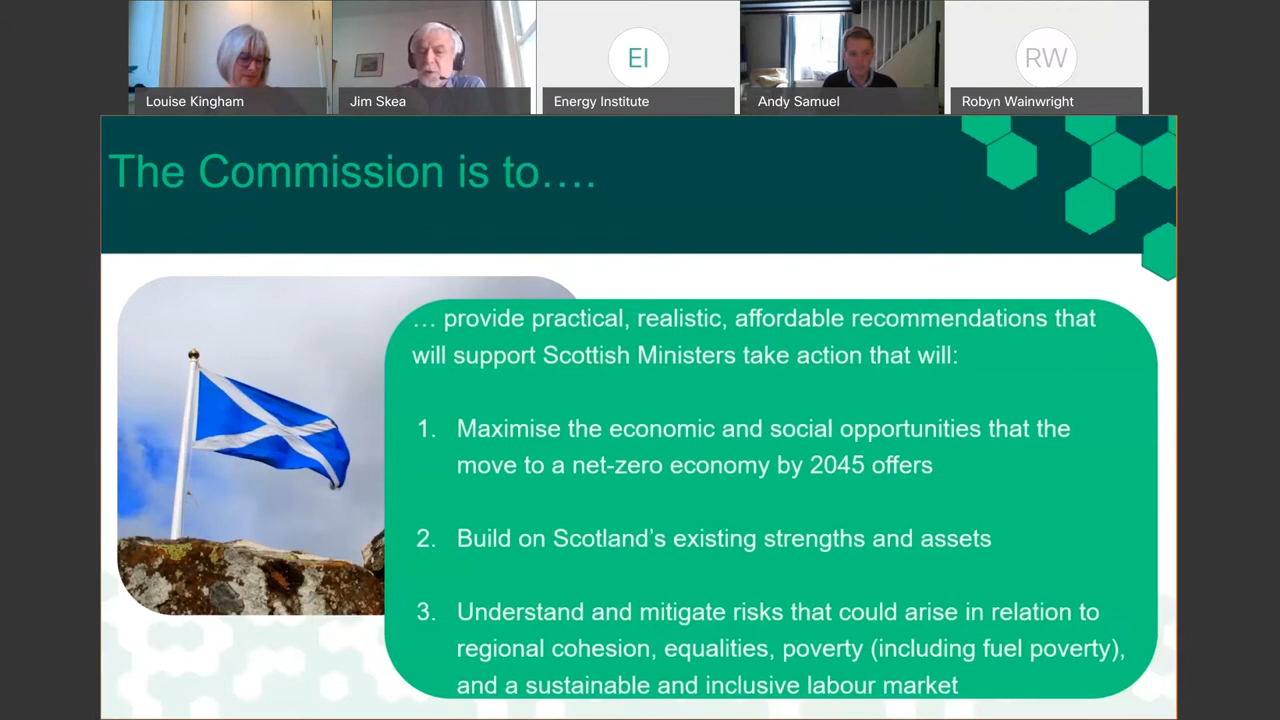 Louise Kingham
Jim Skea
EI
Energy Institute
Andy Samuel
RW
Robyn Wainwright
The Commission is to....
... provide practical, realistic, affordable recommendations that
will support Scottish Ministers take action that will:
1. Maximise the economic and social opportunities that the
move to a net-zero economy by 2045 offers
2. Build on Scotland's existing strengths and assets
3. Understand and mitigate risks that could arise in relation to
regional cohesion, equalities, poverty (including fuel poverty),
and a sustainable and inclusive labour market